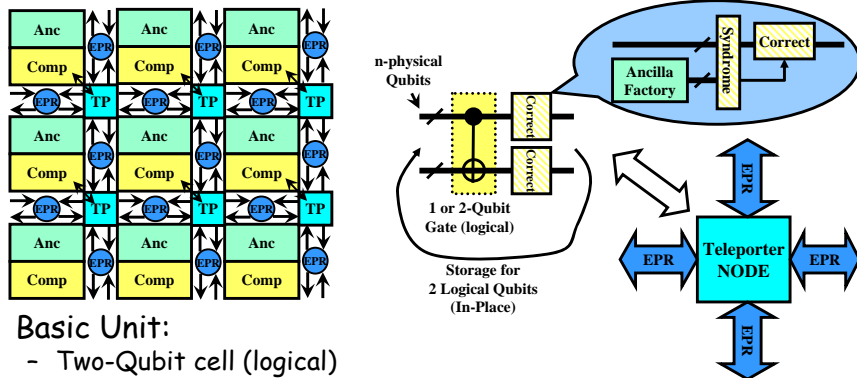 Anc Anc Anc
EPR EPR EPR
Comp Comp Comp
EPR TP EPR TP EPR TP
Anc Anc Anc
EPR EPR EPR
Comp Comp Comp
EPR TP EPR TP EPR TP
Anc Anc Anc
EPR EPR EPR
Comp Comp Comp
Basic Unit:
- Two-Qubit cell (logical)
n-physical
Qubits
Correct
Correct
1 or 2-Qubit
Gate (logical)
Storage for
2 Logical Qubits
(In-Place)
Syndrome
Correct
Ancilla
Factory
EPR
EPR
Teleporter
NODE
EPR
EPR